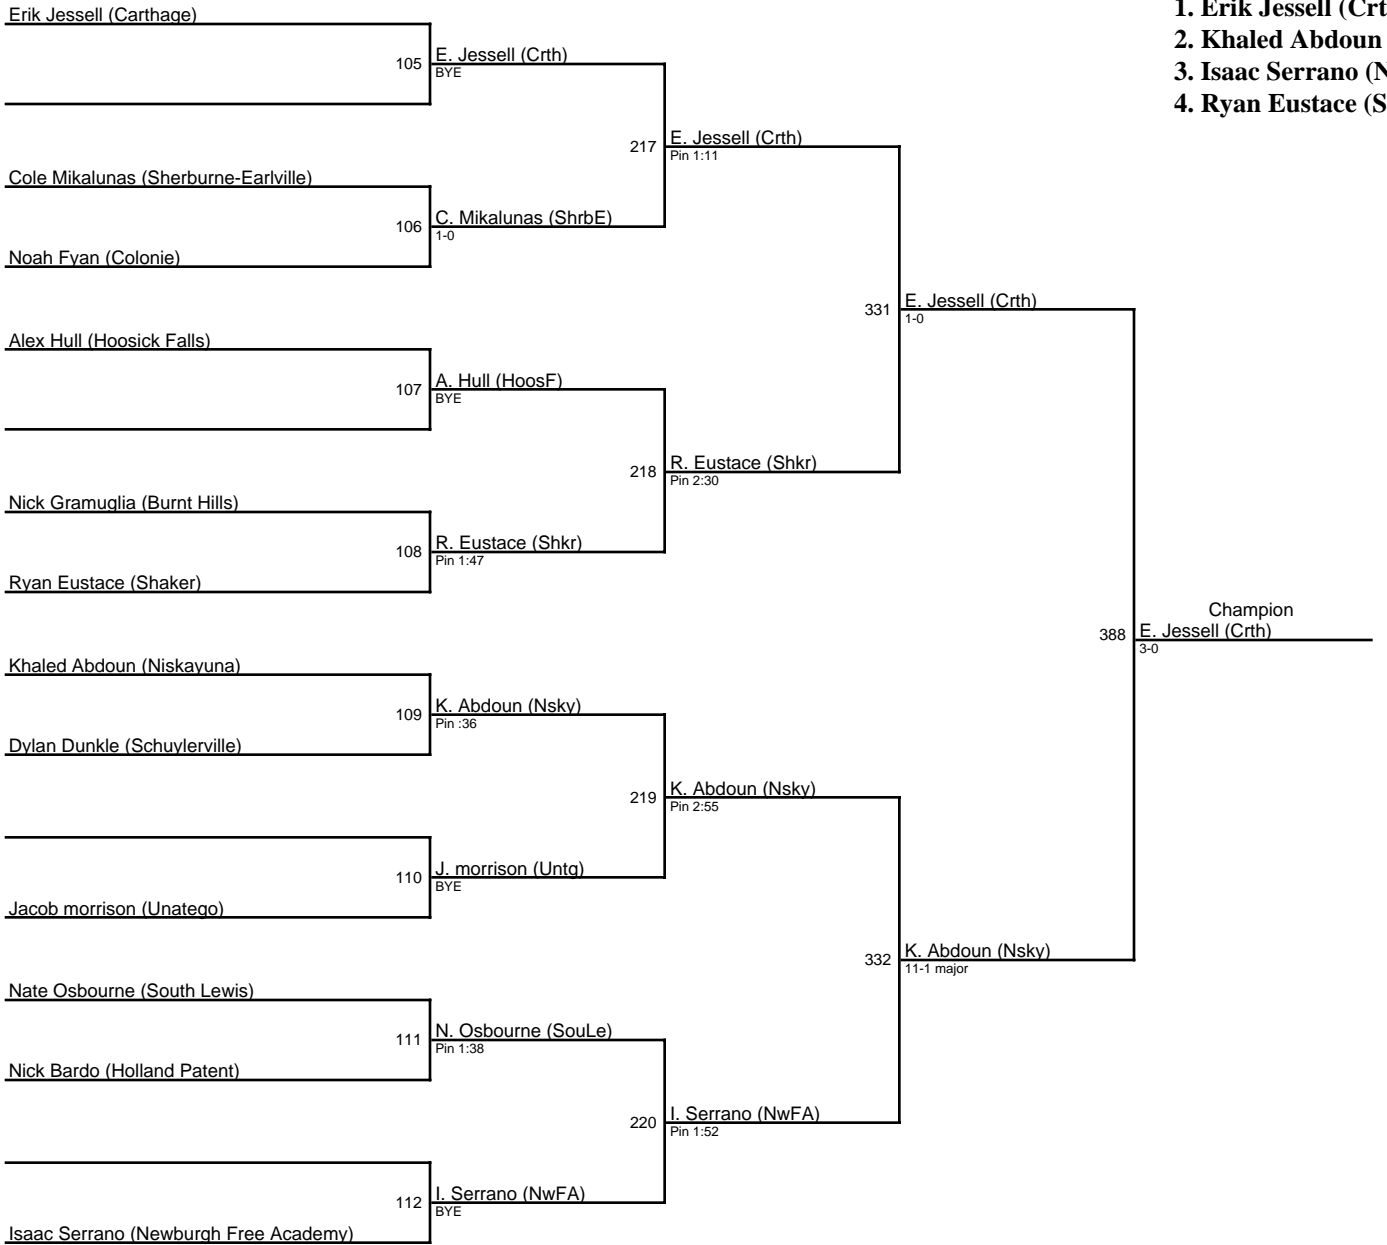 Erik Jessell (Carthage)
105
E. Jessell (Crth)
BYE
217
E. Jessell (Crth)
Pin 1:11
Cole Mikalunas (Sherburne-Earlville)
106
C. Mikalunas (ShrbE)
1-0
Noah Fyan (Colonie)
331
E. Jessell (Crth)
1-0
Alex Hull (Hoosick Falls)
107
A. Hull (HoosF)
BYE
218
R. Eustace (Shkr)
Pin 2:30
Nick Gramuglia (Burnt Hills)
108
R. Eustace (Shkr)
Pin 1:47
Ryan Eustace (Shaker)
Champion
388
E. Jessell (Crth)
3-0
Khaled Abdoun (Niskayuna)
109
K. Abdoun (Nsky)
Pin :36
Dylan Dunkle (Schuylerville)
219
K. Abdoun (Nsky)
Pin 2:55
110
J. morrison (Untg)
BYE
Jacob morrison (Unatego)
332
K. Abdoun (Nsky)
11-1 major
Nate Osbourne (South Lewis)
111
N. Osbourne (SouLe)
Pin 1:38
Nick Bardo (Holland Patent)
220
I. Serrano (NwFA)
Pin 1:52
112
I. Serrano (NwFA)
BYE
Isaac Serrano (Newburgh Free Academy)
1. Erik Jessell (Crt
2. Khaled Abdoun
3. Isaac Serrano (N
4. Ryan Eustace (S